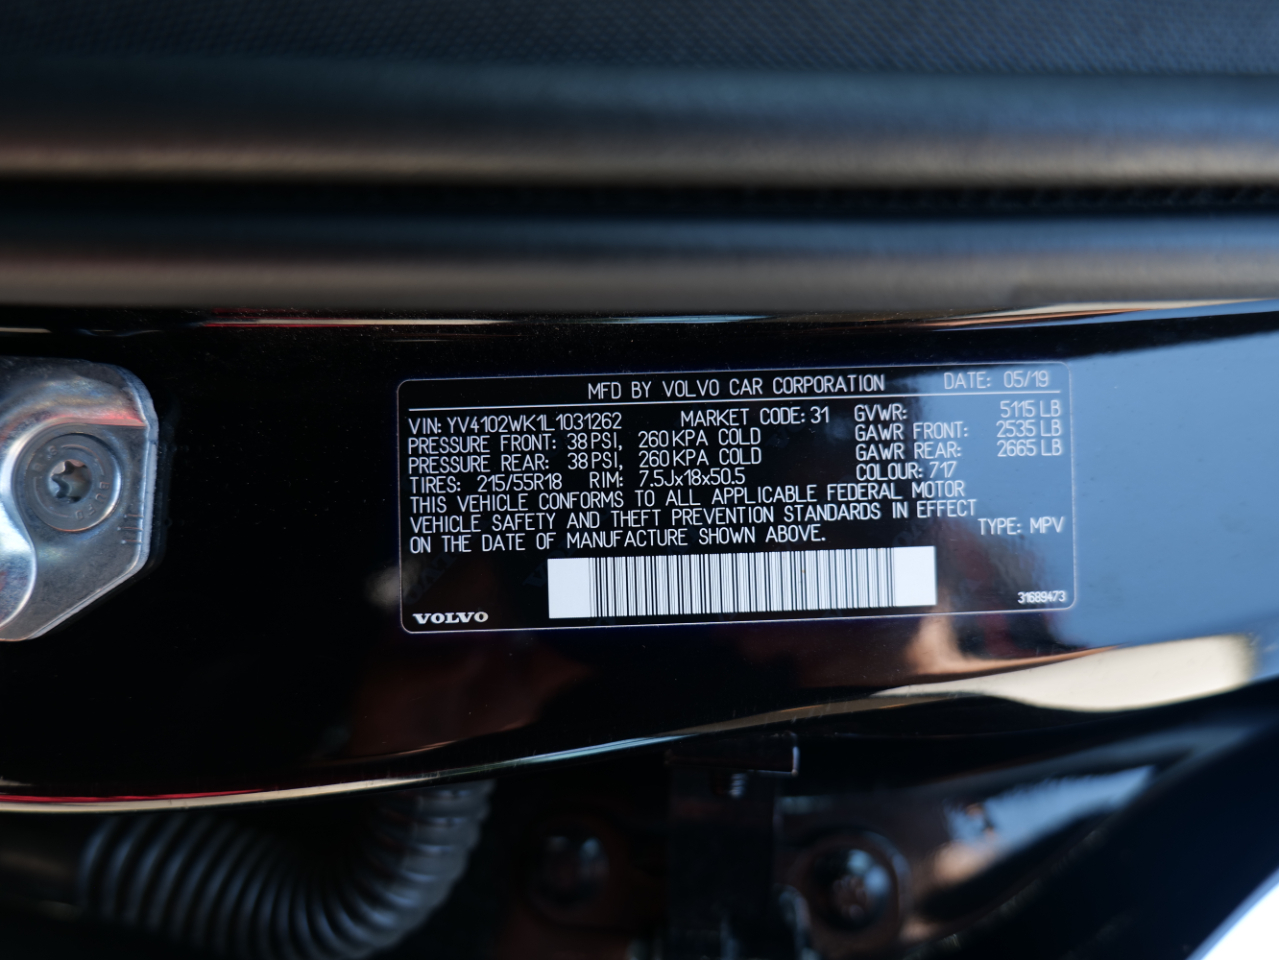 MFD BY VOLVO CAR CORPORATION DATE: 05/19
VIN: YV4102WK1L1031262 MARKET CODE: 31 GVWR: 5115 LB
PRESSURE FRONT: 38 PSI, 260 KPA COLD GAWR FRONT: 2535 LB
PRESSURE REAR: 38 PSI, 260 KPA COLD GAWR REAR: 2665 LB
TIRES: 215/55R18 RIM: 7.5Jx18x50.5 COLOUR: 717
THIS VEHICLE CONFORMS TO ALL APPLICABLE FEDERAL MOTOR
VEHICLE SAFETY AND THEFT PREVENTION STANDARDS IN EFFECT
ON THE DATE OF MANUFACTURE SHOWN ABOVE. TYPE: MPV
VOLVO 31689473